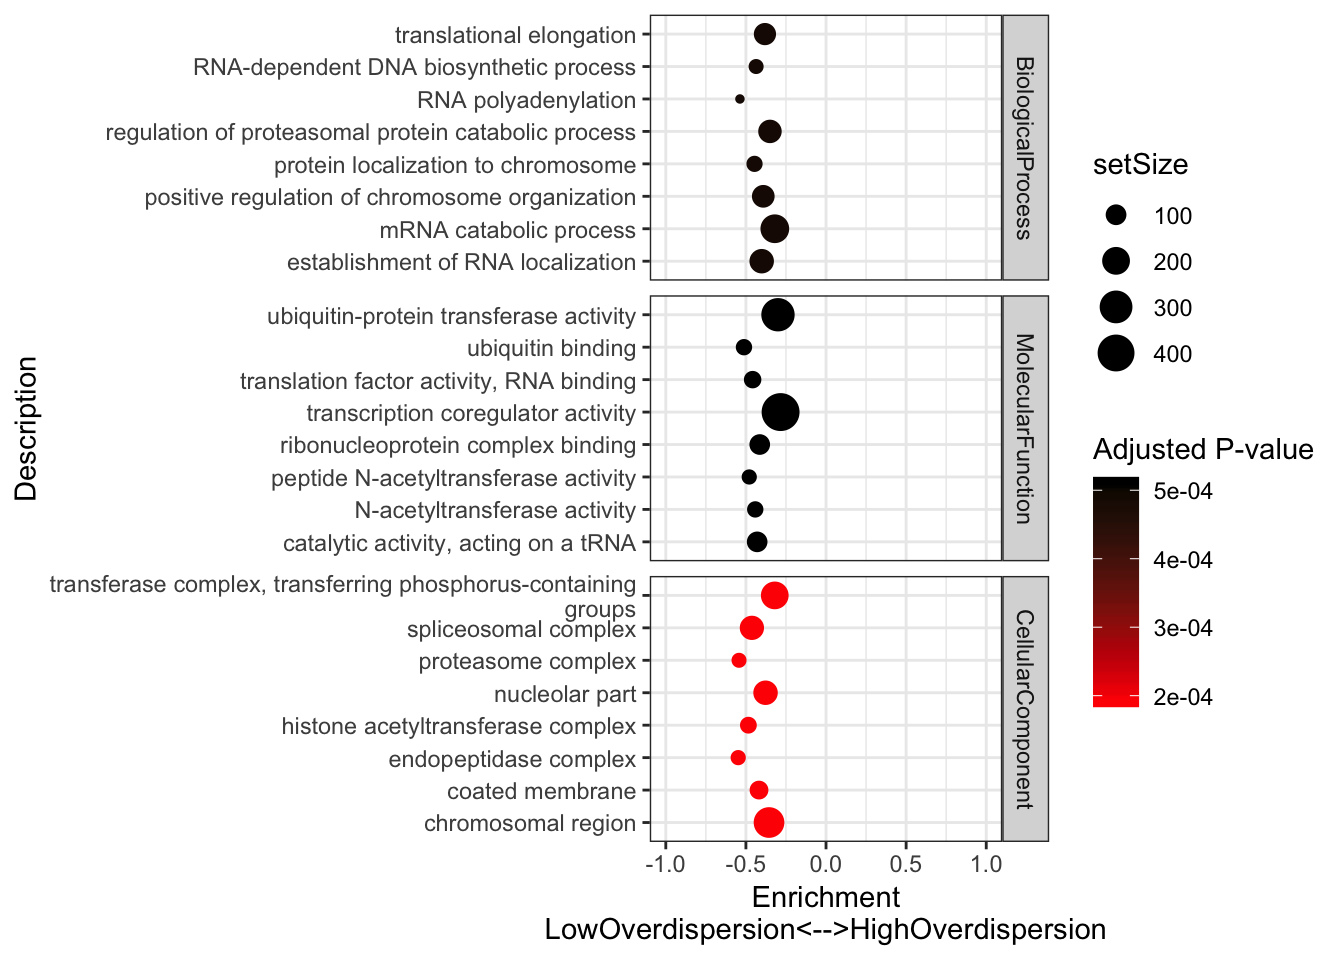 translational elongation
RNA-dependent DNA biosynthetic process
RNA polyadenylation
regulation of proteasomal protein catabolic process
protein localization to chromosome
positive regulation of chromosome organization
mRNA catabolic process
establishment of RNA localization
BiologicalProcess
ubiquitin-protein transferase activity
ubiquitin binding
translation factor activity, RNA binding
transcription coregulator activity
ribonucleoprotein complex binding
peptide N-acetyltransferase activity
N-acetyltransferase activity
catalytic activity, acting on a tRNA
MolecularFunction
transferase complex, transferring phosphorus-containing
groups
spliceosomal complex
proteasome complex
nucleolar part
histone acetyltransferase complex
endopeptidase complex
coated membrane
chromosomal region
CellularComponent
Description
-1.0 -0.5 0.0 0.5 1.0
Enrichment
LowOverdispersion<-->HighOverdispersion
setSize
100
200
300
400
Adjusted P-value
5e-04
4e-04
3e-04
2e-04